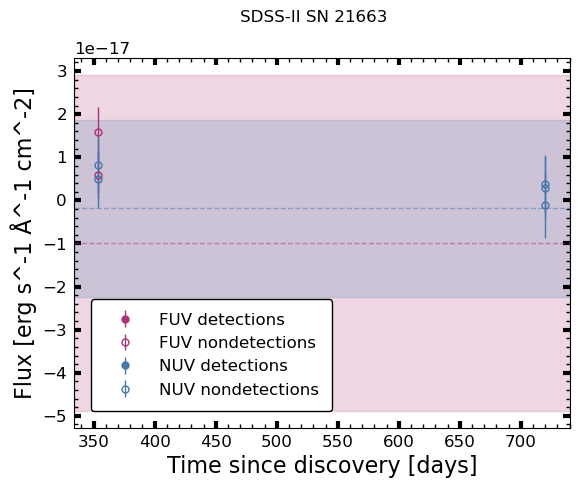 SDSS-II SN 21663
1e−17
3
2
1
0
−1
−2
−3
−4
−5
Flux [erg s^-1 Å^-1 cm^-2]
FUV detections
FUV nondetections
NUV detections
NUV nondetections
350 400 450 500 550 600 650 700
Time since discovery [days]